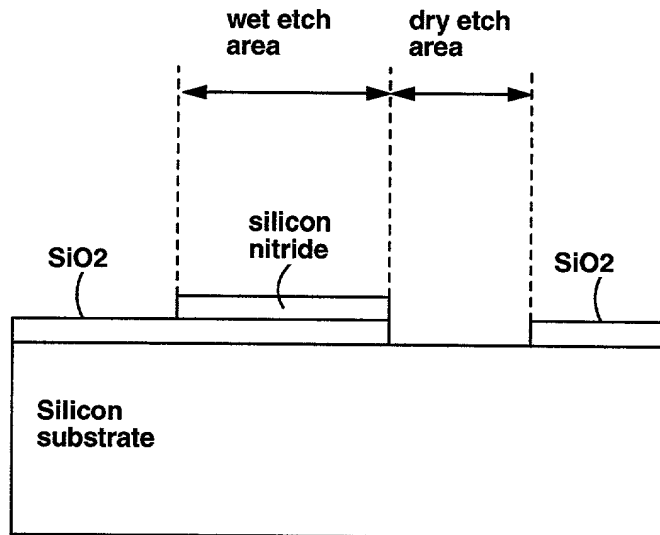 wet etch
area
dry etch
area
silicon
nitride
SiO2
SiO2
Silicon
substrate